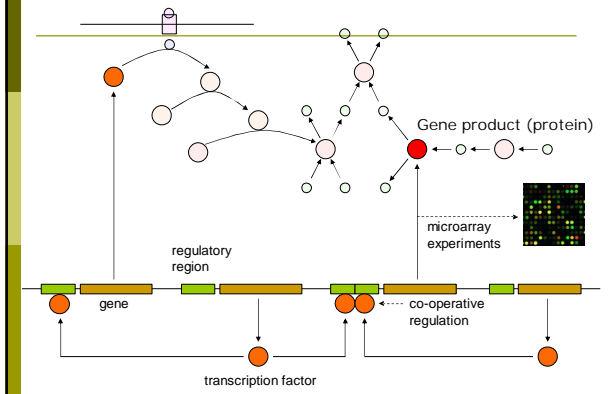 Gene product (protein)
microarray
experiments
regulatory
region
gene
co-operative
regulation
transcription factor